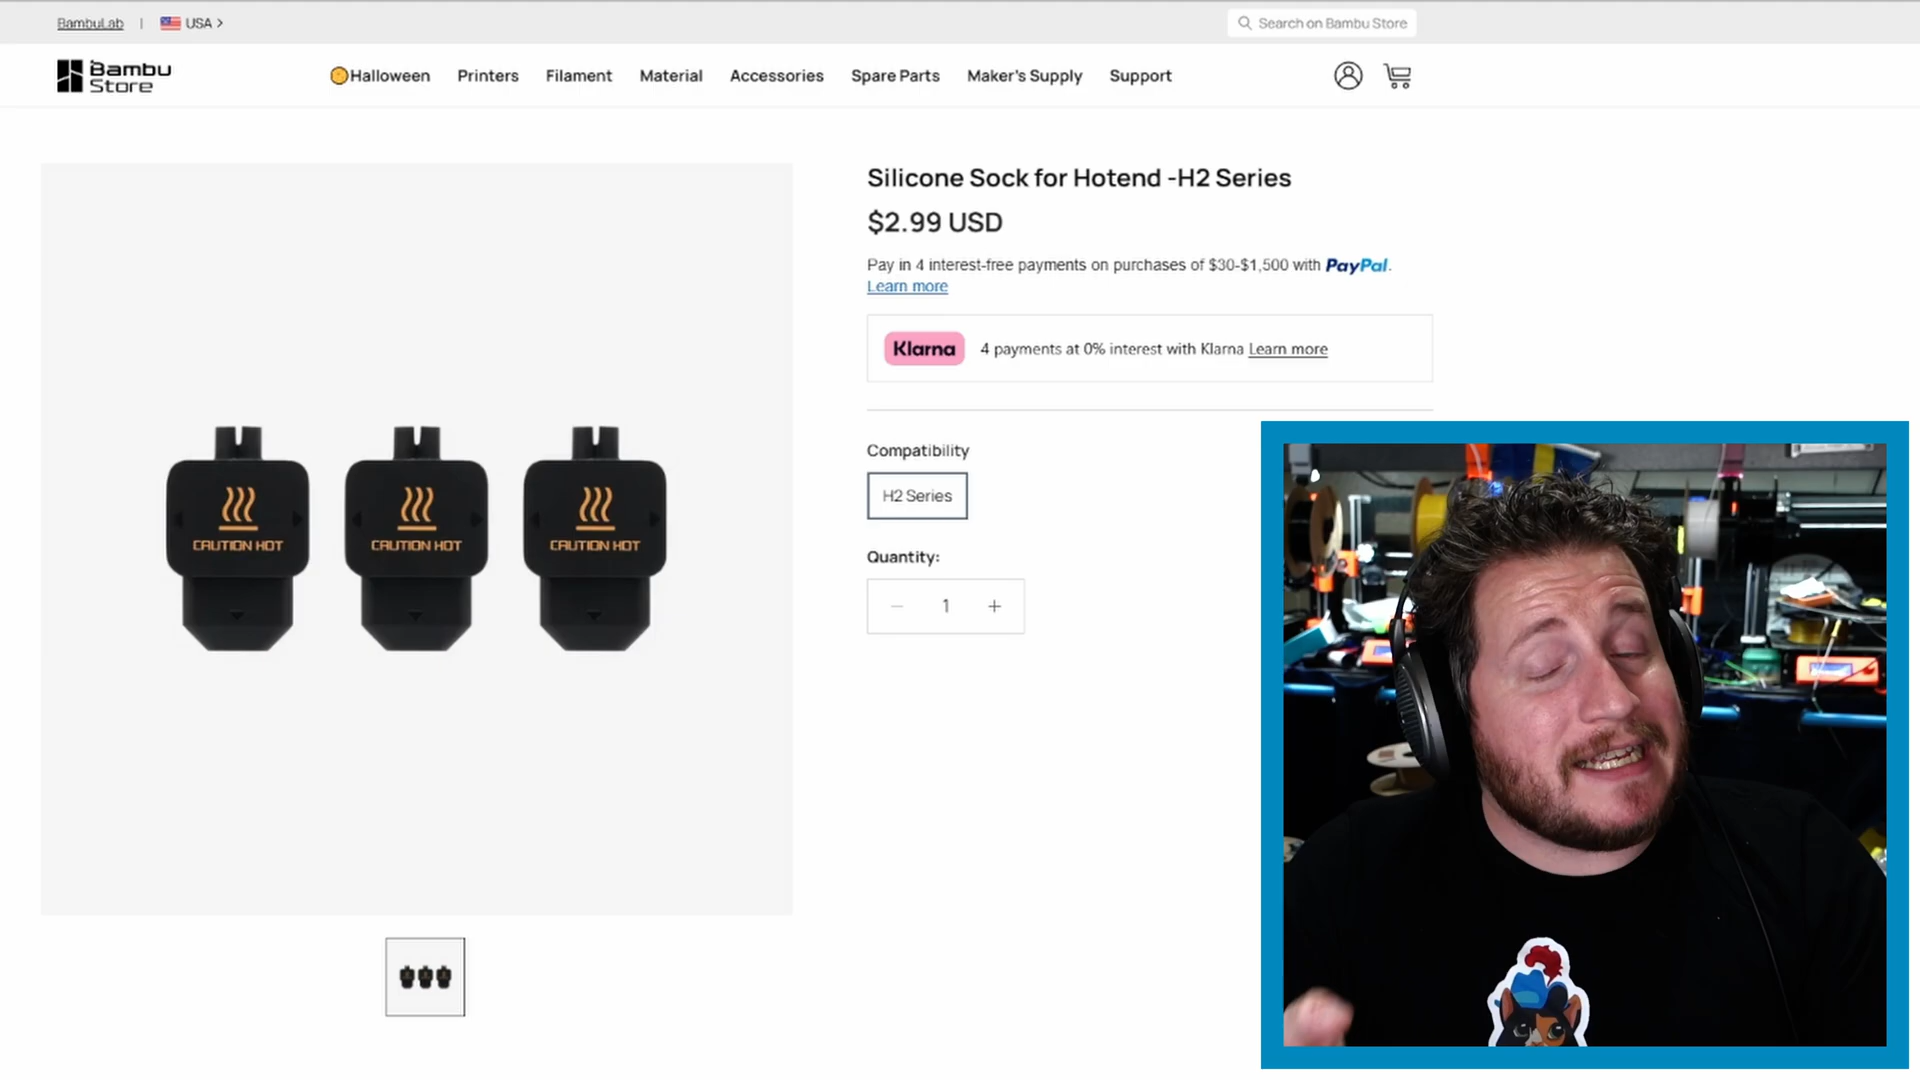 BambuLab | USA >
Search on Bambu Store
Bambu
Store
Halloween Printers Filament Material Accessories Spare Parts Maker's Supply Support
Silicone Sock for Hotend -H2 Series
$2.99 USD
Pay in 4 interest-free payments on purchases of $30-$1,500 with PayPal.
Learn more
Klarna 4 payments at 0% interest with Klarna Learn more
Compatibility
H2 Series
Quantity:
− 1 +
CAUTION HOT CAUTION HOT CAUTION HOT